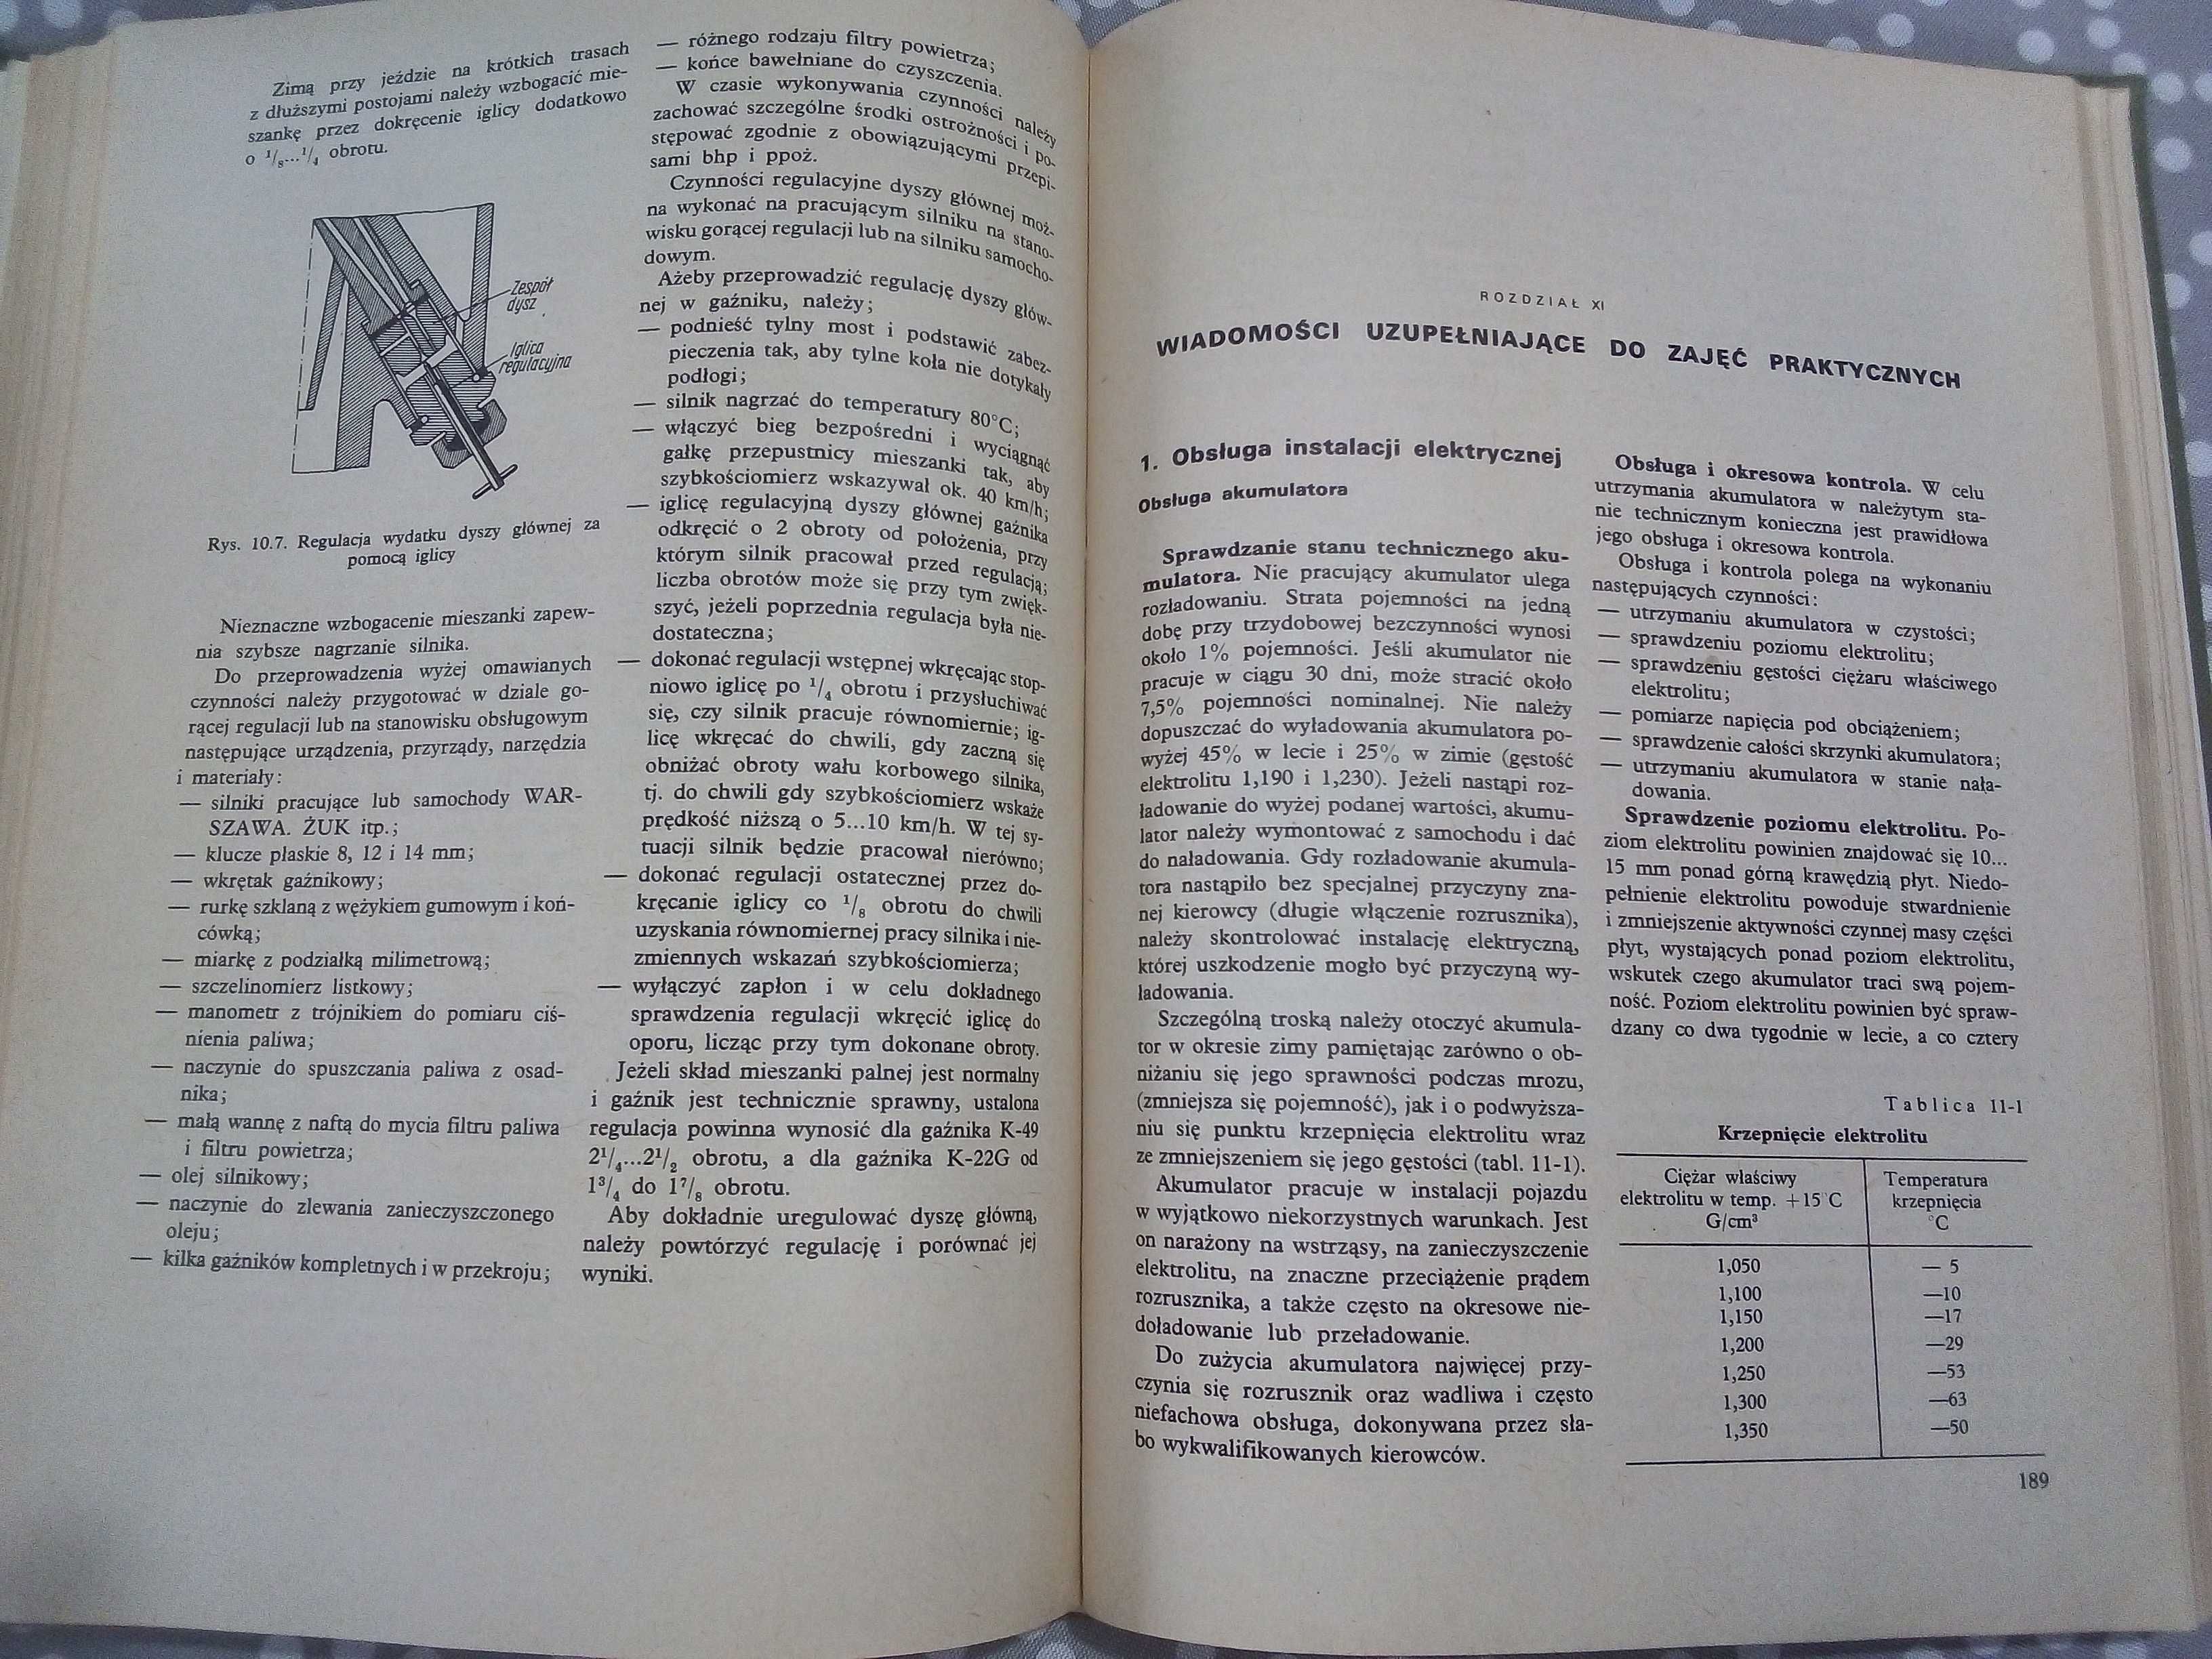 Zimą przy jeździe na krótkich trasach
z dłuższymi postojami należy wzbogacić mie-
szankę przez dokręcenie iglicy dodatkowo
o ¹/₈...¹/₄ obrotu.
Zespół
dysz
Iglica
regulacyjna
Rys. 10.7. Regulacja wydatku dyszy głównej za
pomocą iglicy
Nieznaczne wzbogacenie mieszanki zapew-
nia szybsze nagrzanie silnika.
Do przeprowadzenia wyżej omawianych
czynności należy przygotować w dziale go-
rącej regulacji lub na stanowisku obsługowym
następujące urządzenia, przyrządy, narzędzia
i materiały:
— silniki pracujące lub samochody WAR-
SZAWA. ŻUK itp.;
— klucze płaskie 8, 12 i 14 mm;
— wkrętak gaźnikowy;
— rurkę szklaną z wężykiem gumowym i koń-
cówką;
— miarkę z podziałką milimetrową;
— szczelinomierz listkowy;
— manometr z trójnikiem do pomiaru ciś-
nienia paliwa;
— naczynie do spuszczania paliwa z osad-
nika;
— małą wannę z naftą do mycia filtru paliwa
i filtru powietrza;
— olej silnikowy;
— naczynie do zlewania zanieczyszczonego
oleju;
— kilka gaźników kompletnych i w przekroju;
— różnego rodzaju filtry powietrza;
— końce bawełniane do czyszczenia.
W czasie wykonywania czynności należy
zachować szczególne środki ostrożności i po-
stępować zgodnie z obowiązującymi przepi-
sami bhp i ppoż.
Czynności regulacyjne dyszy głównej moż-
na wykonać na pracującym silniku na stano-
wisku gorącej regulacji lub na silniku samocho-
dowym.
Ażeby przeprowadzić regulację dyszy głów-
nej w gaźniku, należy;
— podnieść tylny most i podstawić zabez-
pieczenia tak, aby tylne koła nie dotykały
podłogi;
— silnik nagrzać do temperatury 80°C;
— włączyć bieg bezpośredni i wyciągnąć
gałkę przepustnicy mieszanki tak, aby
szybkościomierz wskazywał ok. 40 km/h;
— iglicę regulacyjną dyszy głównej gaźnika
odkręcić o 2 obroty od położenia, przy
którym silnik pracował przed regulacją;
liczba obrotów może się przy tym zwięk-
szyć, jeżeli poprzednia regulacja była nie-
dostateczna;
— dokonać regulacji wstępnej wkręcając stop-
niowo iglicę po ¹/₄ obrotu i przysłuchiwać
się, czy silnik pracuje równomiernie; ig-
licę wkręcać do chwili, gdy zaczną się
obniżać obroty wału korbowego silnika,
tj. do chwili gdy szybkościomierz wskaże
prędkość niższą o 5...10 km/h. W tej sy-
tuacji silnik będzie pracował nierówno;
— dokonać regulacji ostatecznej przez do-
kręcanie iglicy co ¹/₈ obrotu do chwili
uzyskania równomiernej pracy silnika i nie-
zmiennych wskazań szybkościomierza;
— wyłączyć zapłon i w celu dokładnego
sprawdzenia regulacji wkręcić iglicę do
oporu, licząc przy tym dokonane obroty.
Jeżeli skład mieszanki palnej jest normalny
i gaźnik jest technicznie sprawny, ustalona
regulacja powinna wynosić dla gaźnika K-49
2¹/₄...2¹/₂ obrotu, a dla gaźnika K-22G od
1³/₄ do 1⁷/₈ obrotu.
Aby dokładnie uregulować dyszę główną,
należy powtórzyć regulację i porównać jej
wyniki.
ROZDZIAŁ XI
WIADOMOŚCI UZUPEŁNIAJĄCE DO ZAJĘĆ PRAKTYCZNYCH
1. Obsługa instalacji elektrycznej
Obsługa akumulatora
Sprawdzanie stanu technicznego aku-
mulatora. Nie pracujący akumulator ulega
rozładowaniu. Strata pojemności na jedną
dobę przy trzydobowej bezczynności wynosi
około 1% pojemności. Jeśli akumulator nie
pracuje w ciągu 30 dni, może stracić około
7,5% pojemności nominalnej. Nie należy
dopuszczać do wyładowania akumulatora po-
wyżej 45% w lecie i 25% w zimie (gęstość
elektrolitu 1,190 i 1,230). Jeżeli nastąpi roz-
ładowanie do wyżej podanej wartości, akumu-
lator należy wymontować z samochodu i dać
do naładowania. Gdy rozładowanie akumula-
tora nastąpiło bez specjalnej przyczyny zna-
nej kierowcy (długie włączenie rozrusznika),
należy skontrolować instalację elektryczną,
której uszkodzenie mogło być przyczyną wy-
ładowania.
Szczególną troską należy otoczyć akumula-
tor w okresie zimy pamiętając zarówno o ob-
niżaniu się jego sprawności podczas mrozu,
(zmniejsza się pojemność), jak i o podwyższa-
niu się punktu krzepnięcia elektrolitu wraz
ze zmniejszeniem się jego gęstości (tabl. 11-1).
Akumulator pracuje w instalacji pojazdu
w wyjątkowo niekorzystnych warunkach. Jest
on narażony na wstrząsy, na zanieczyszczenie
elektrolitu, na znaczne przeciążenie prądem
rozrusznika, a także często na okresowe nie-
doładowanie lub przeładowanie.
Do zużycia akumulatora najwięcej przy-
czynia się rozrusznik oraz wadliwa i często
niefachowa obsługa, dokonywana przez sła-
bo wykwalifikowanych kierowców.
Obsługa i okresowa kontrola. W celu
utrzymania akumulatora w należytym sta-
nie technicznym konieczna jest prawidłowa
jego obsługa i okresowa kontrola.
Obsługa i kontrola polega na wykonaniu
następujących czynności:
— utrzymaniu akumulatora w czystości;
— sprawdzeniu poziomu elektrolitu;
— sprawdzeniu gęstości ciężaru właściwego
elektrolitu;
— pomiarze napięcia pod obciążeniem;
— sprawdzenie całości skrzynki akumulatora;
— utrzymaniu akumulatora w stanie nała-
dowania.
Sprawdzenie poziomu elektrolitu. Po-
ziom elektrolitu powinien znajdować się 10...
15 mm ponad górną krawędzią płyt. Niedo-
pełnienie elektrolitu powoduje stwardnienie
i zmniejszenie aktywności czynnej masy części
płyt, wystających ponad poziom elektrolitu,
wskutek czego akumulator traci swą pojem-
ność. Poziom elektrolitu powinien być spraw-
dzany co dwa tygodnie w lecie, a co cztery
Tablica 11-1
Krzepnięcie elektrolitu
Ciężar właściwy
elektrolitu w temp. +15°C
G/cm³
Temperatura
krzepnięcia
°C
1,050 — 5
1,100 —10
1,150 —17
1,200 —29
1,250 —53
1,300 —63
1,350 —50
189